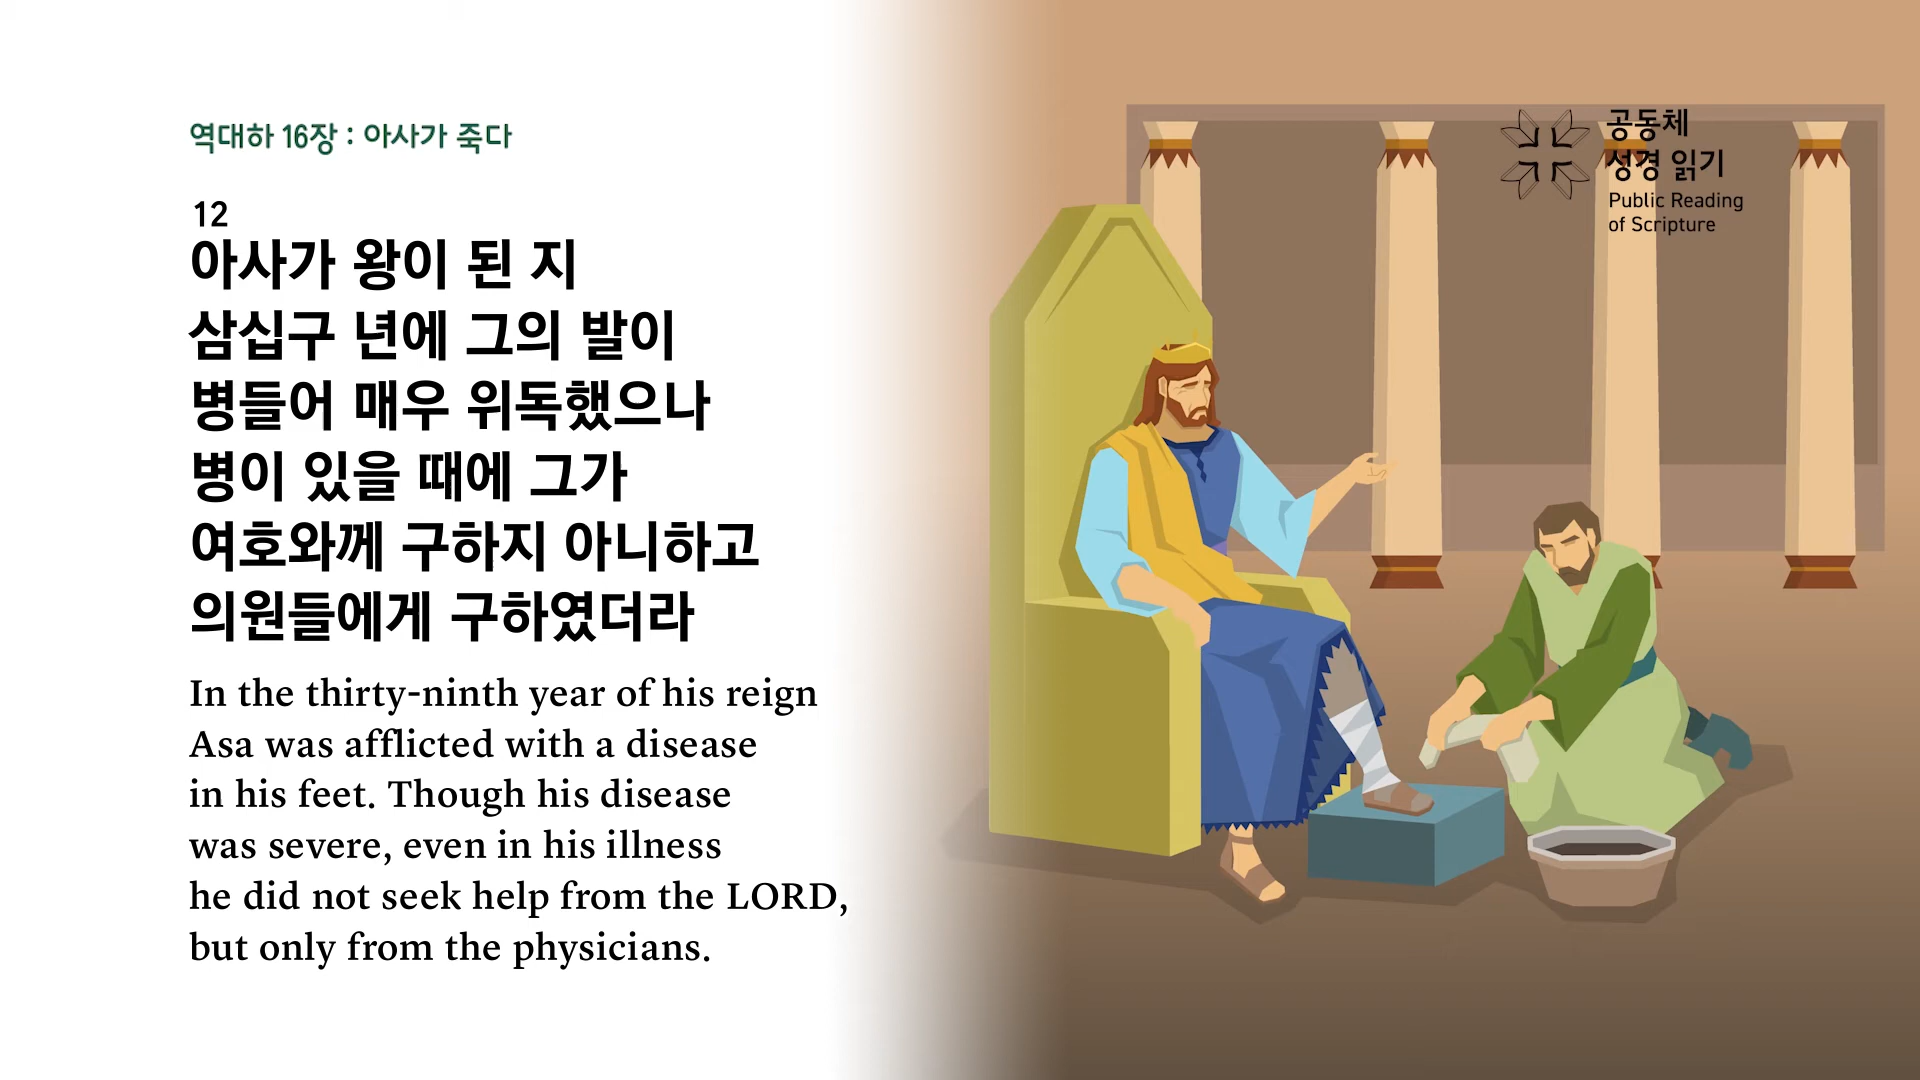 역대하 16장 : 아사가 죽다
12
아사가 왕이 된 지
삼십구 년에 그의 발이
병들어 매우 위독했으나
병이 있을 때에 그가
여호와께 구하지 아니하고
의원들에게 구하였더라
In the thirty-ninth year of his reign
Asa was afflicted with a disease
in his feet. Though his disease
was severe, even in his illness
he did not seek help from the LORD,
but only from the physicians.
공동체
성경 읽기
Public Reading
of Scripture